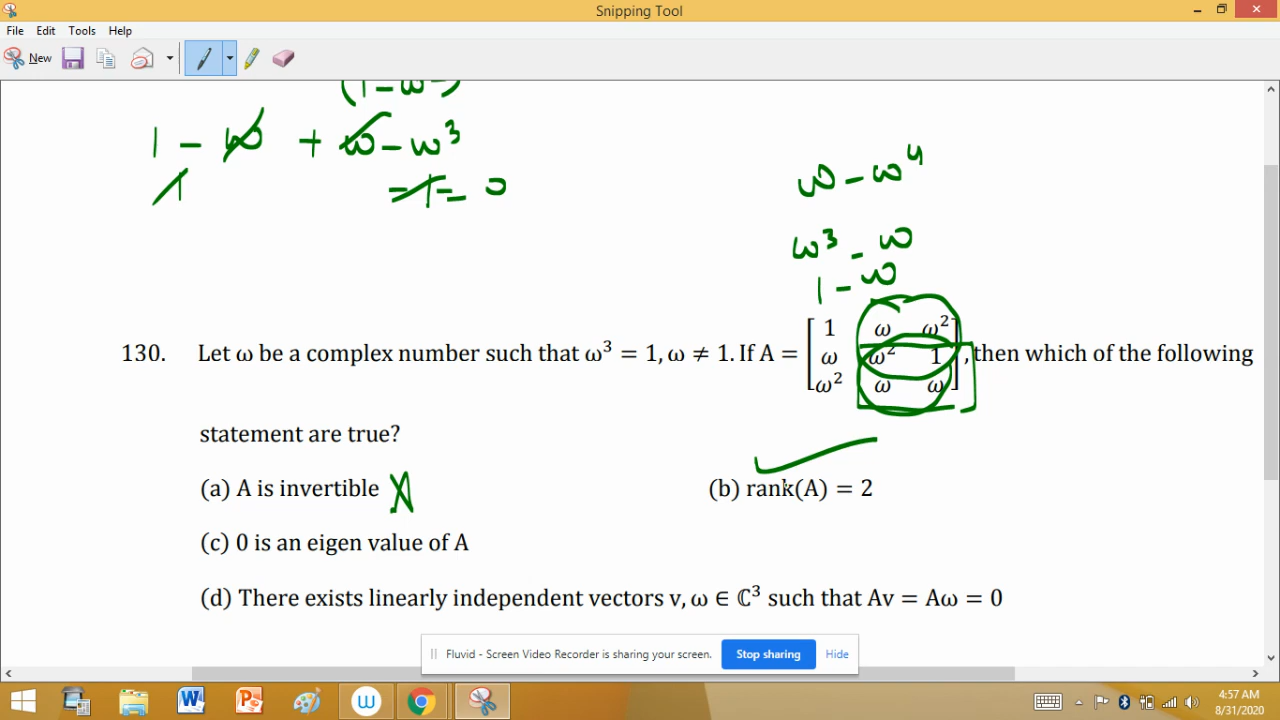 Snipping Tool
File Edit Tools Help
New
1 - ω + ω - ω³
1 - 1 = 0
ω - ω⁴
ω³ - ω
1 - ω
130. Let ω be a complex number such that ω³ = 1, ω ≠ 1. If A = [1 ω ω²
ω ω² 1
ω² ω ω], then which of the following
statement are true?
(a) A is invertible X
(b) rank(A) = 2 ✓
(c) 0 is an eigen value of A
(d) There exists linearly independent vectors v, ω ∈ ℂ³ such that Av = Aω = 0
Fluvid - Screen Video Recorder is sharing your screen. Stop sharing Hide
4:57 AM
8/31/2020